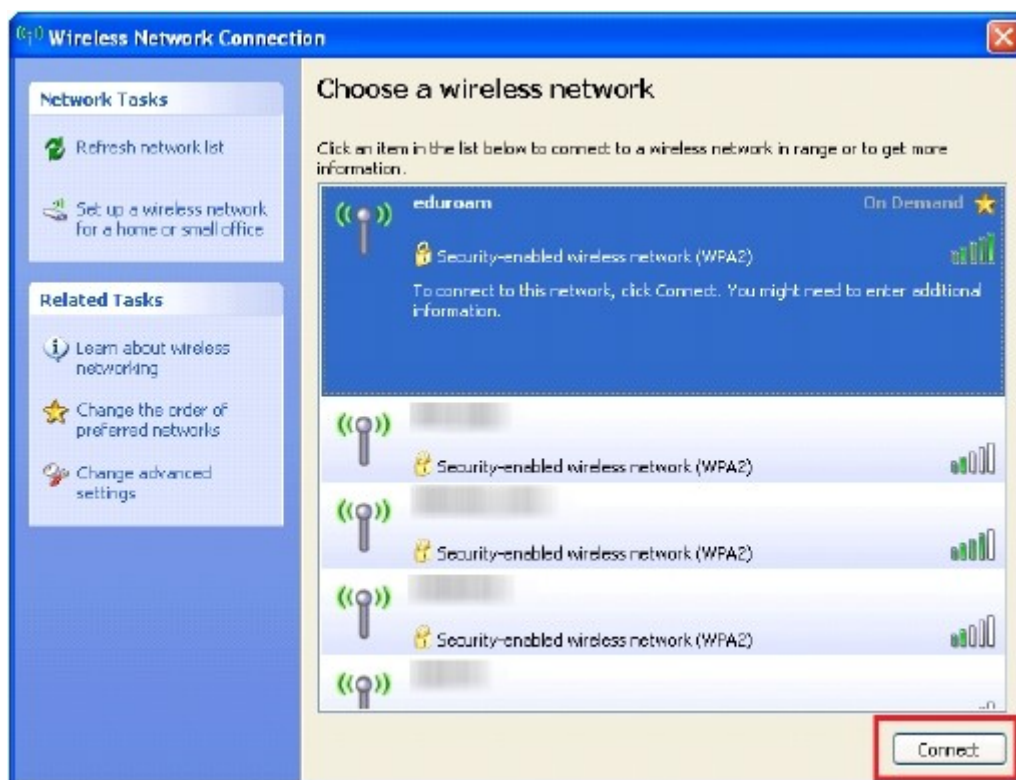 Wireless Network Connection
Network Tasks
Refresh network list
Set up a wireless network
for a home or small office
Related Tasks
Learn about wireless
networking
Change the order of
preferred networks
Change advanced
settings
Choose a wireless network
Click an item in the list below to connect to a wireless network in range or to get more
information.
eduroam
On Demand
Security-enabled wireless network (WPA2)
To connect to this network, click Connect. You might need to enter additional
information.
Security-enabled wireless network (WPA2)
Security-enabled wireless network (WPA2)
Security-enabled wireless network (WPA2)
Connect